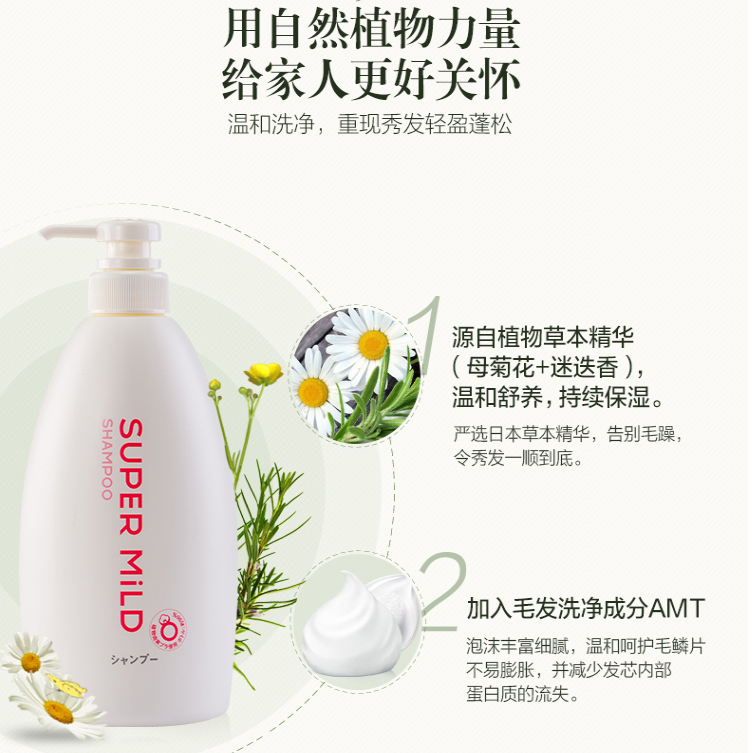 用自然植物力量
给家人更好关怀
温和洗净，重现秀发轻盈蓬松
1
源自植物草本精华
（母菊花+迷迭香），
温和舒养，持续保湿。
严选日本草本精华，告别毛躁，
令秀发一顺到底。
SUPER MiLD
SHAMPOO
シャンプー
2
加入毛发洗净成分AMT
泡沫丰富细腻，温和呵护毛鳞片
不易膨胀，并减少发芯内部
蛋白质的流失。